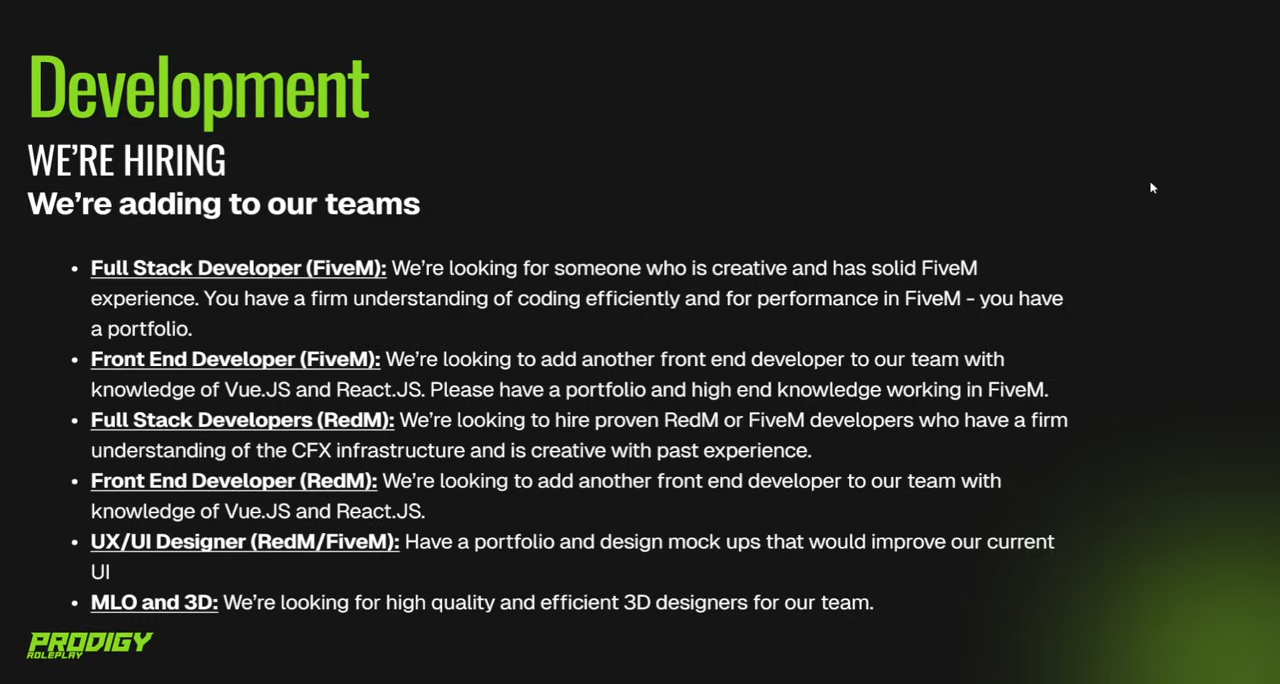 Development
WE'RE HIRING
We're adding to our teams
• Full Stack Developer (FiveM): We're looking for someone who is creative and has solid FiveM
experience. You have a firm understanding of coding efficiently and for performance in FiveM - you have
a portfolio.
• Front End Developer (FiveM): We're looking to add another front end developer to our team with
knowledge of Vue.JS and React.JS. Please have a portfolio and high end knowledge working in FiveM.
• Full Stack Developers (RedM): We're looking to hire proven RedM or FiveM developers who have a firm
understanding of the CFX infrastructure and is creative with past experience.
• Front End Developer (RedM): We're looking to add another front end developer to our team with
knowledge of Vue.JS and React.JS.
• UX/UI Designer (RedM/FiveM): Have a portfolio and design mock ups that would improve our current
UI
• MLO and 3D: We're looking for high quality and efficient 3D designers for our team.
PRODIGY
ROLEPLAY